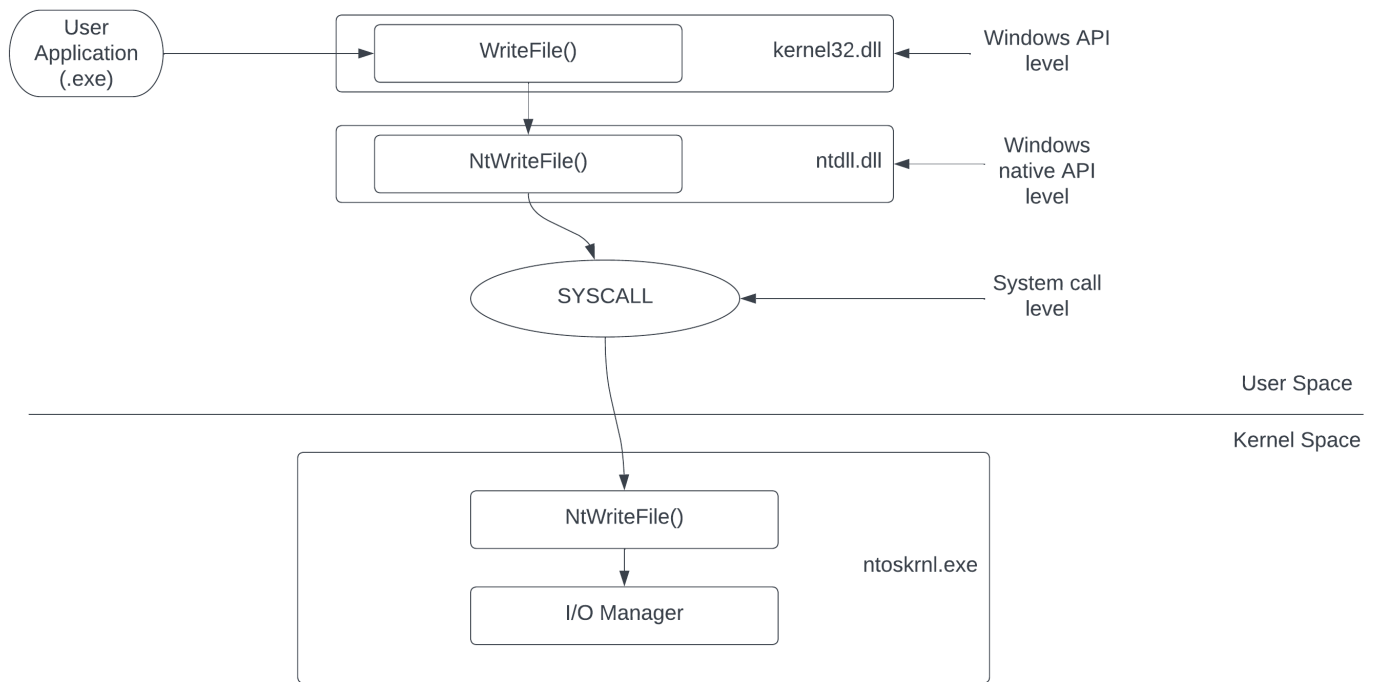 User
Application
(.exe)
WriteFile()
kernel32.dll
Windows API
level
NtWriteFile()
ntdll.dll
Windows
native API
level
SYSCALL
System call
level
User Space
Kernel Space
NtWriteFile()
ntoskrnl.exe
I/O Manager